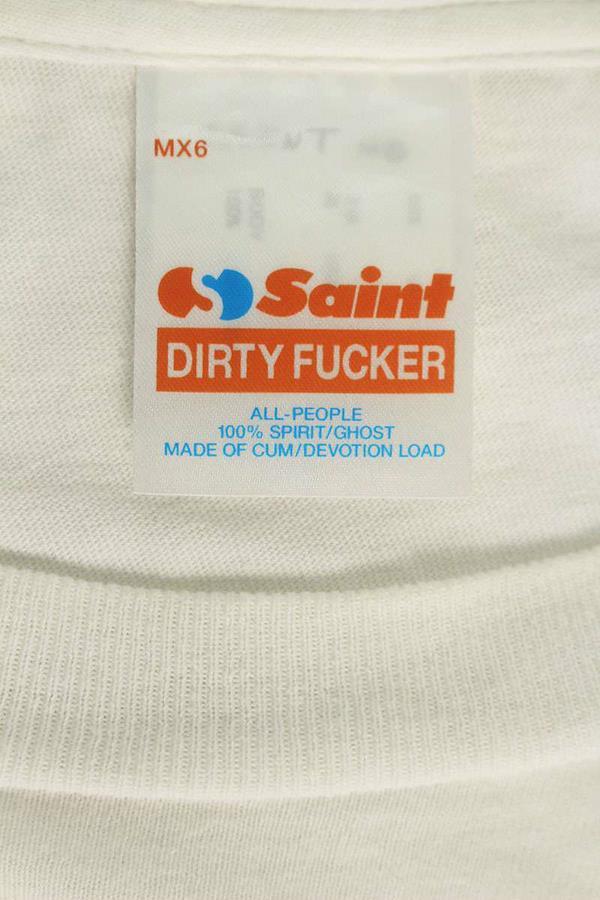 MX6
Saint
DIRTY FUCKER
ALL-PEOPLE
100% SPIRIT/GHOST
MADE OF CUM/DEVOTION LOAD